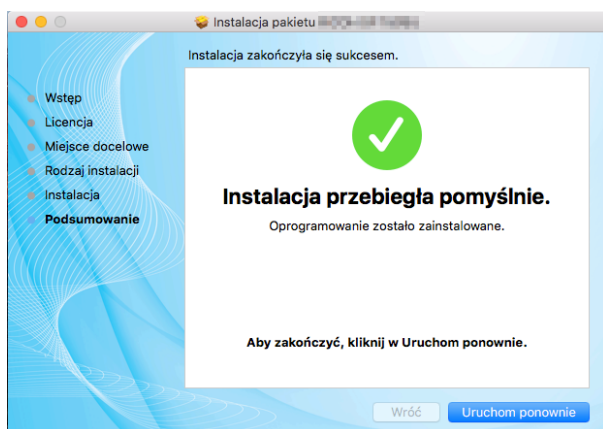 Instalacja pakietu
Instalacja zakończyła się sukcesem.
Wstęp
Licencja
Miejsce docelowe
Rodzaj instalacji
Instalacja
Podsumowanie
Instalacja przebiegła pomyślnie.
Oprogramowanie zostało zainstalowane.
Aby zakończyć, kliknij w Uruchom ponownie.
Wróć
Uruchom ponownie